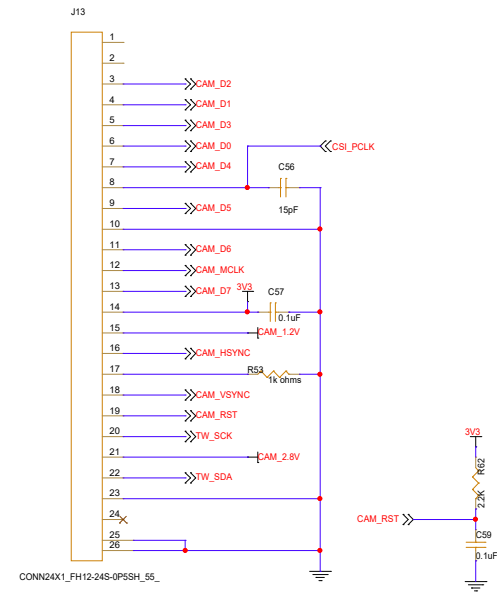 J13
1
2
3 CAM_D2
4 CAM_D1
5 CAM_D3
6 CAM_D0
CSI_PCLK
7 CAM_D4
C56
8
15pF
9 CAM_D5
10
11 CAM_D6
12 CAM_MCLK
13 CAM_D7 3V3
C57
14
0.1uF
15 CAM_1.2V
16 CAM_HSYNC
17 R53
1k ohms
18 CAM_VSYNC
19 CAM_RST
20 TW_SCK
21 CAM_2.8V
22 TW_SDA
23
24
25
26
CONN24X1_FH12-24S-0P5SH_55_
3V3
R62
2.2K
CAM_RST
C59
0.1uF